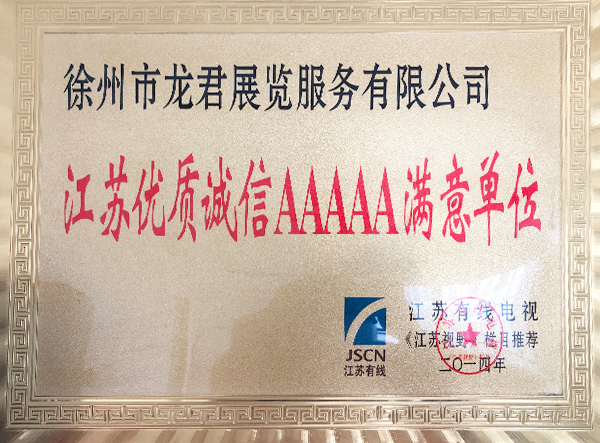 徐州市龙君展览服务有限公司
江苏优质诚信AAAAA满意单位
JSCN
江苏有线
江苏有线电视
《江苏视野》栏目推荐
二〇一四年